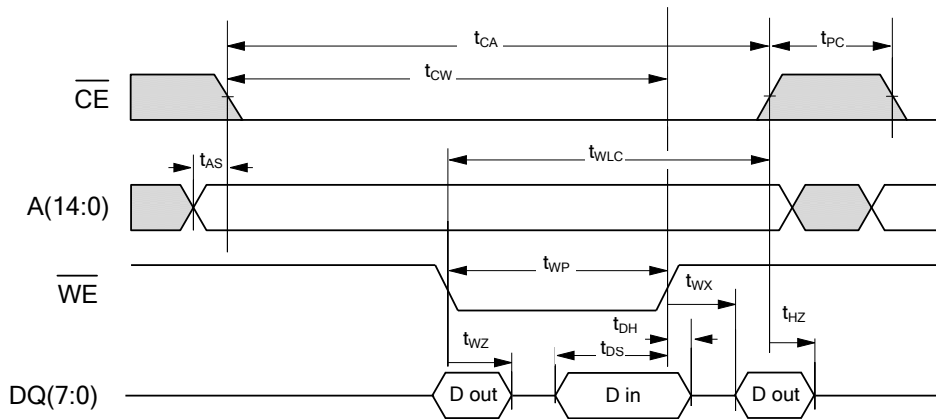 tCA
tPC
tCW
CE
tAS
tWLC
A(14:0)
tWP
WE
tWX
tDH
tHZ
tWZ
tDS
DQ(7:0)
D out
D in
D out